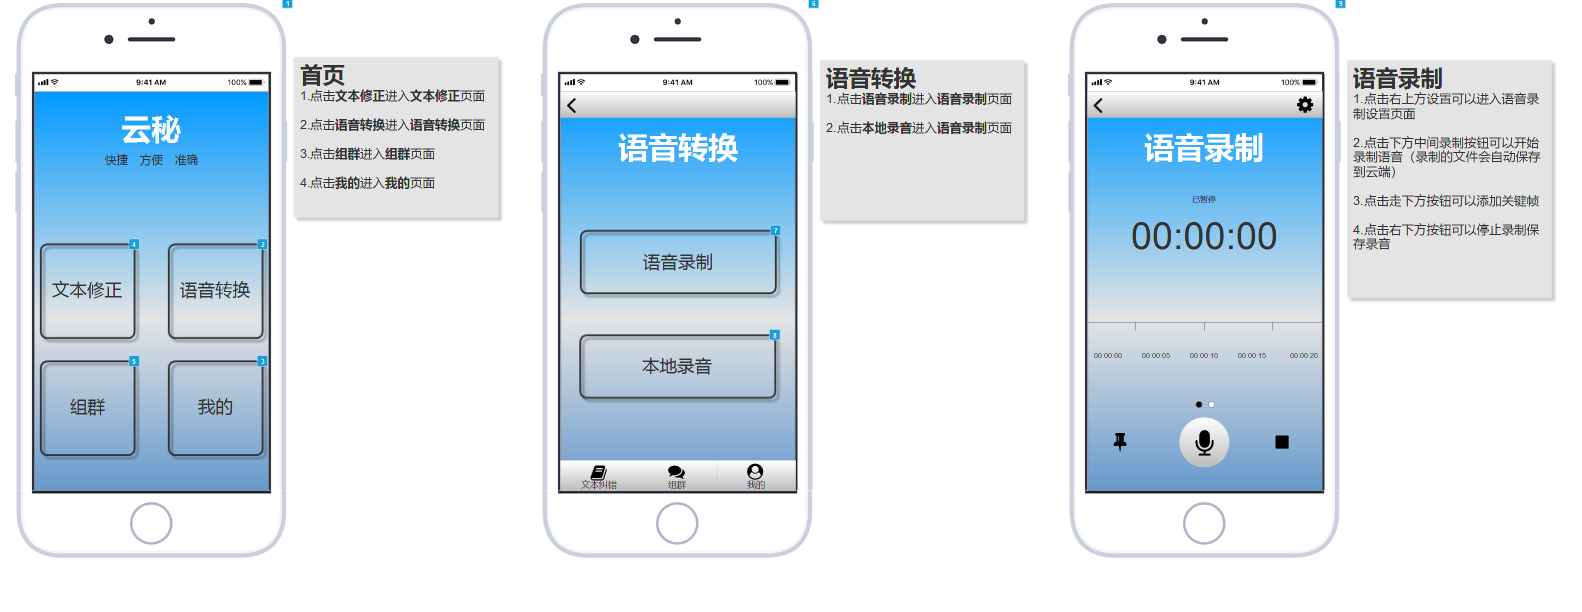 1
9:41 AM
100%
云秘
快捷 方便 准确
4
文本修正
2
语音转换
5
组群
3
我的
首页
1.点击文本修正进入文本修正页面
2.点击语音转换进入语音转换页面
3.点击组群进入组群页面
4.点击我的进入我的页面
6
9:41 AM
100%
语音转换
7
语音录制
8
本地录音
文本纠错
组群
我的
语音转换
1.点击语音录制进入语音录制页面
2.点击本地录音进入语音录制页面
9
9:41 AM
100%
语音录制
已暂停
00:00:00
00:00:00 00:00:05 00:00:10 00:00:15 00:00:20
语音录制
1.点击右上方设置可以进入语音录
制设置页面
2.点击下方中间录制按钮可以开始
录制语音（录制的文件会自动保存
到云端）
3.点击走下方按钮可以添加关键帧
4.点击右下方按钮可以停止录制保
存录音